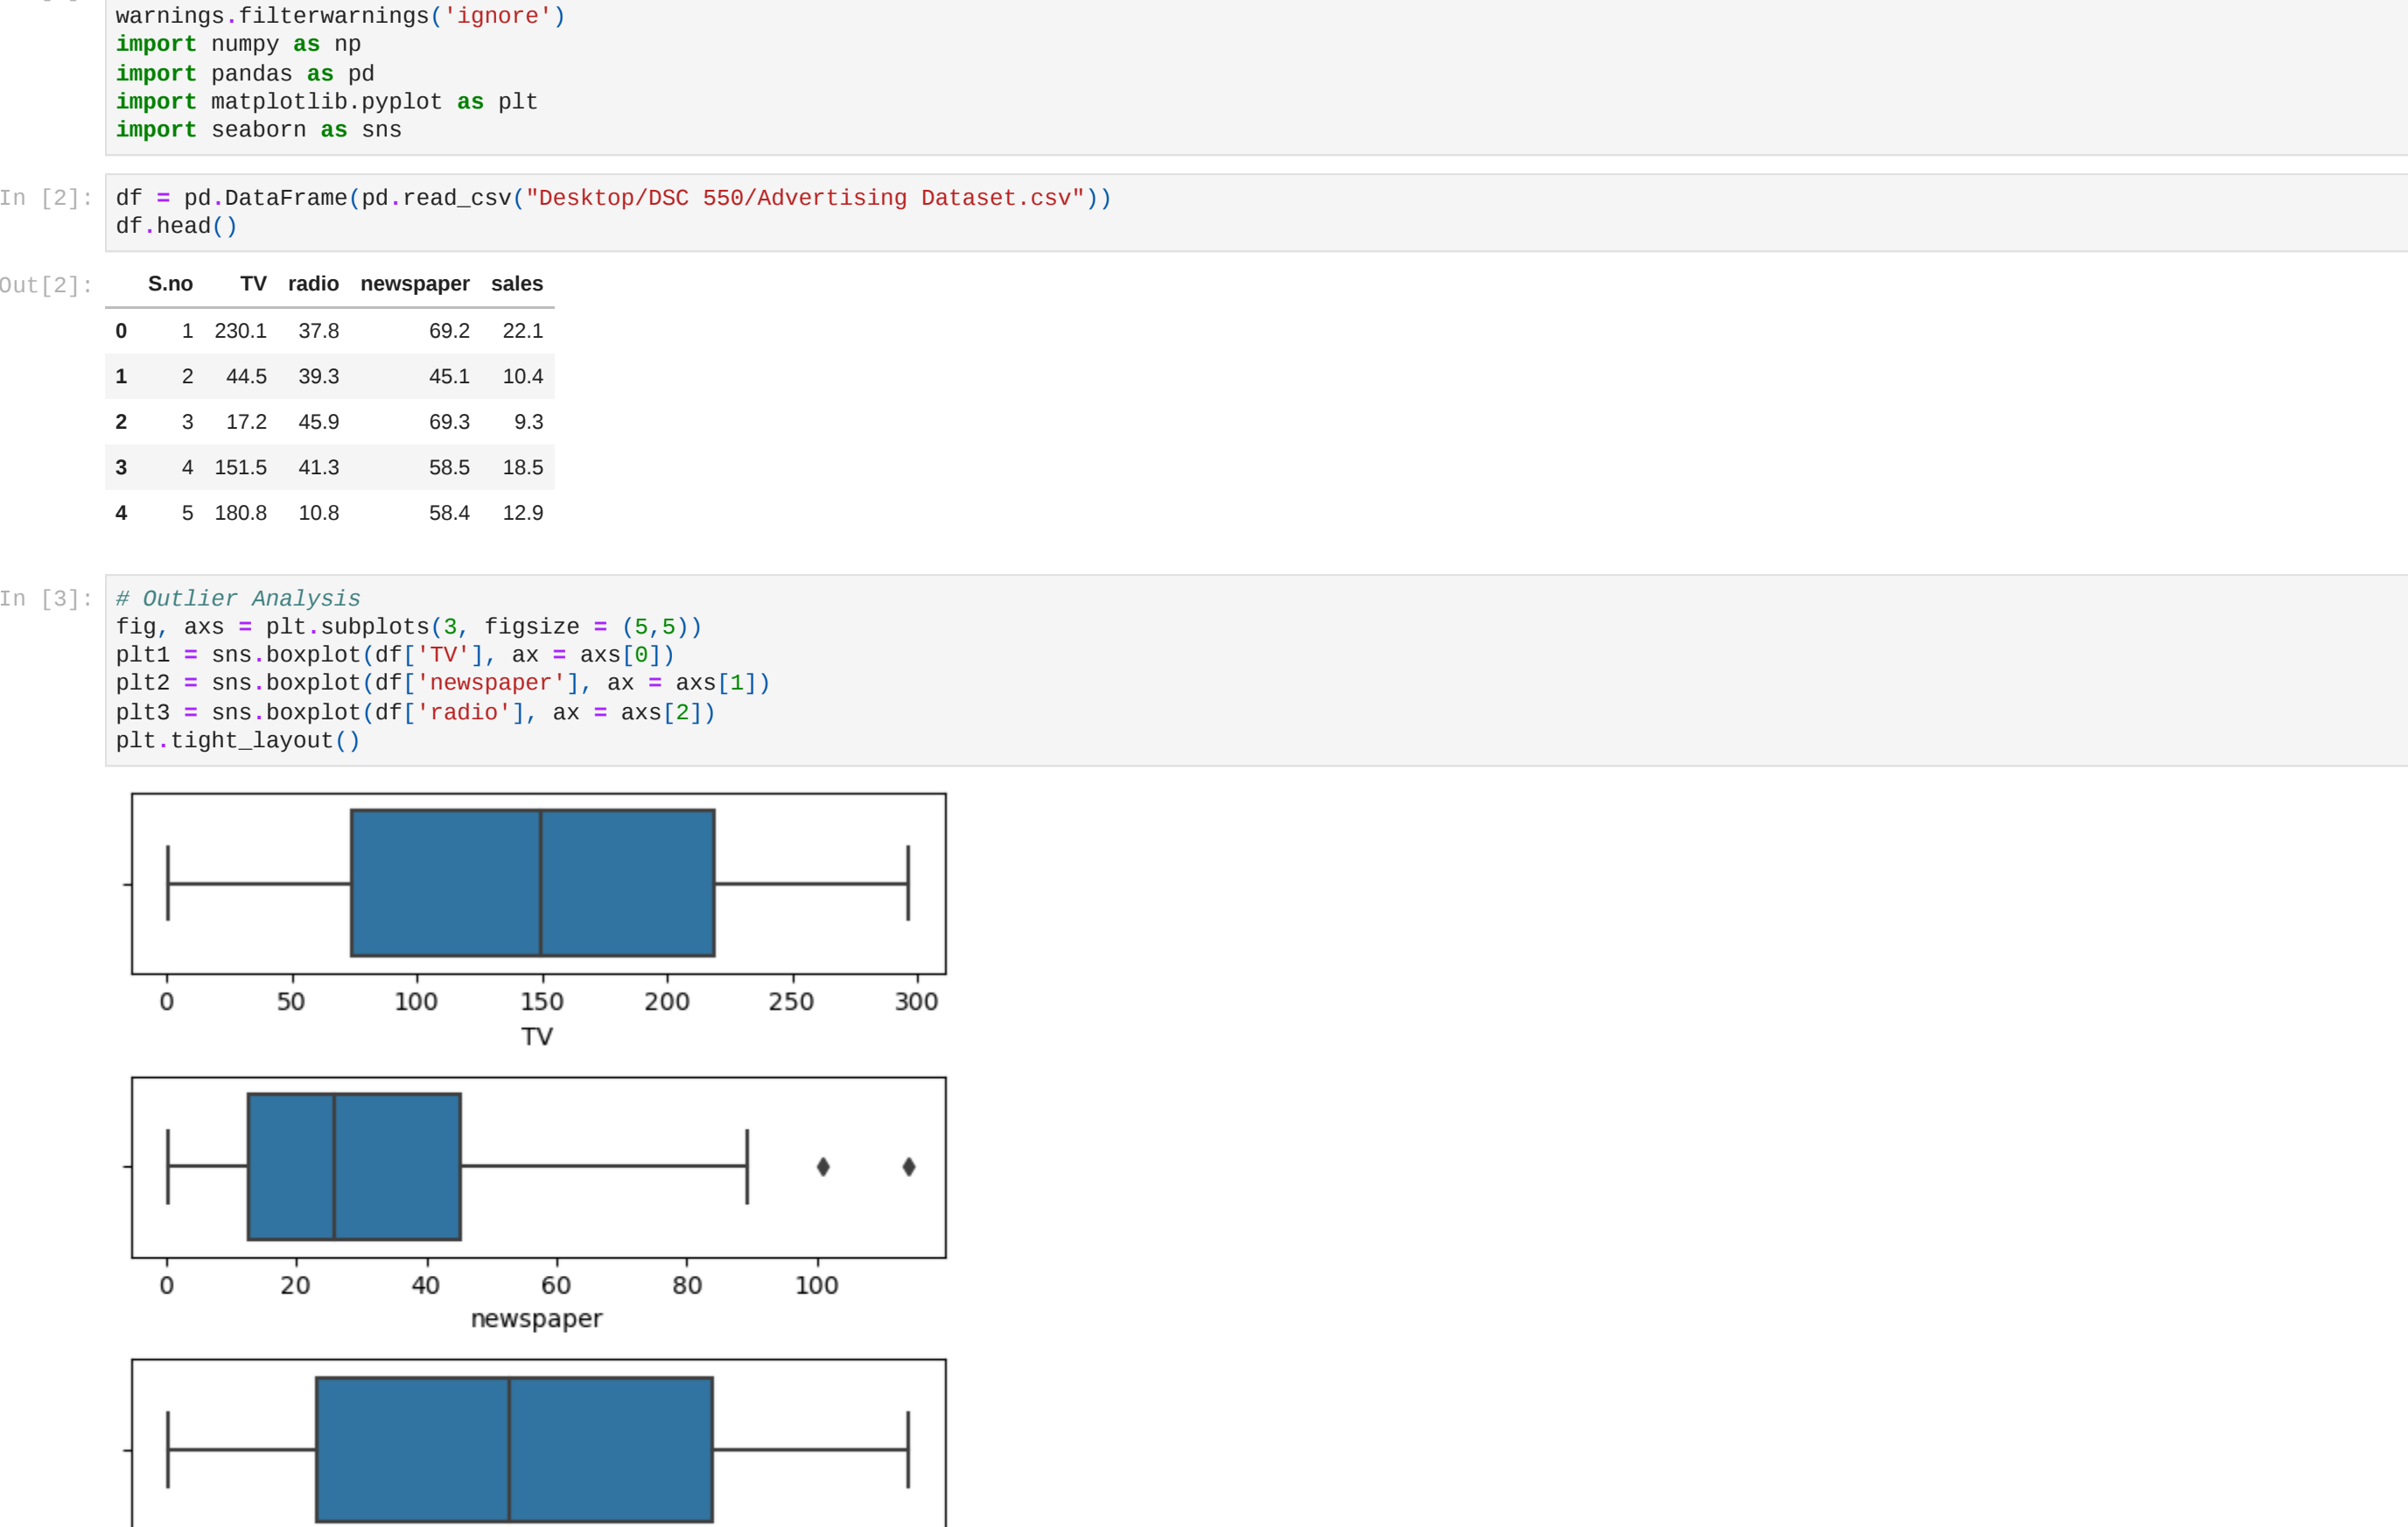 warnings.filterwarnings('ignore')
import numpy as np
import pandas as pd
import matplotlib.pyplot as plt
import seaborn as sns
In [2]: df = pd.DataFrame(pd.read_csv("Desktop/DSC 550/Advertising Dataset.csv"))
df.head()
Out[2]: S.no TV radio newspaper sales
0 1 230.1 37.8 69.2 22.1
1 2 44.5 39.3 45.1 10.4
2 3 17.2 45.9 69.3 9.3
3 4 151.5 41.3 58.5 18.5
4 5 180.8 10.8 58.4 12.9
In [3]: # Outlier Analysis
fig, axs = plt.subplots(3, figsize = (5,5))
plt1 = sns.boxplot(df['TV'], ax = axs[0])
plt2 = sns.boxplot(df['newspaper'], ax = axs[1])
plt3 = sns.boxplot(df['radio'], ax = axs[2])
plt.tight_layout()
0 50 100 150 200 250 300
TV
0 20 40 60 80 100
newspaper